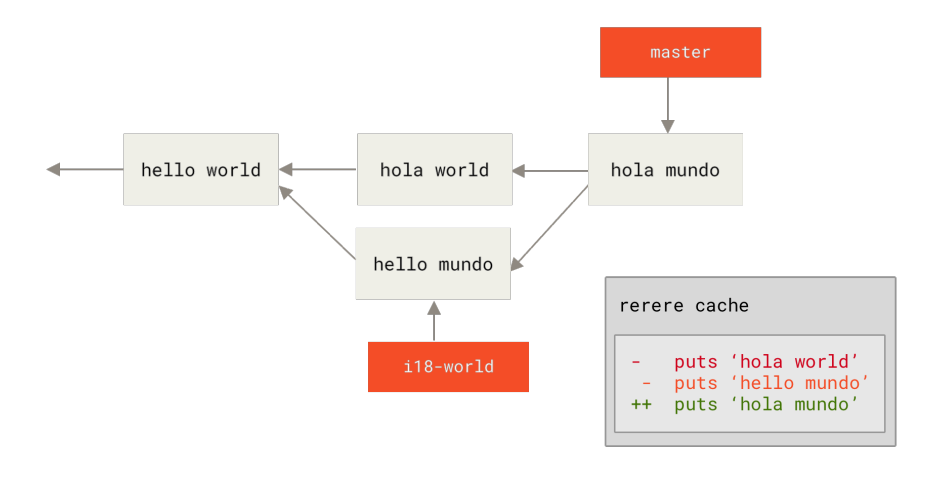 master
hello world
hola world
hola mundo
hello mundo
i18-world
rerere cache
-   puts ‘hola world’
 -  puts ‘hello mundo’
++  puts ‘hola mundo’